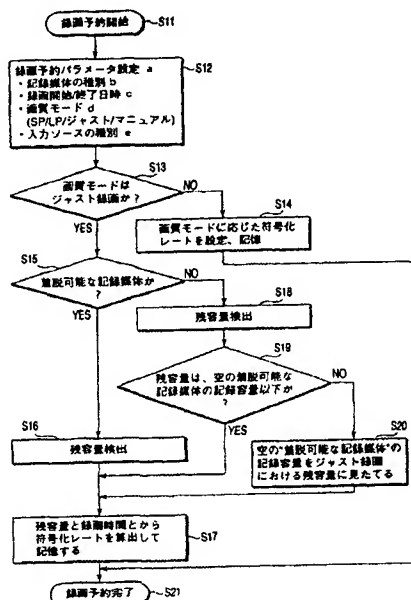 録画予約開始
S11
S12
録画予約パラメータ設定 a
・記録媒体の種別 b
・録画開始/終了日時 c
・画質モード d
(SP/LP/ジャスト/マニュアル)
・入力ソースの種別 e
S13
画質モードは
ジャスト録画か?
NO
YES
S14
画質モードに応じた符号化
レートを設定、記憶
S15
着脱可能な記録媒体か
?
NO
YES
S18
残容量検出
S19
残容量は、空の着脱可能な
記録媒体の記録容量以下か
?
NO
YES
S16
残容量検出
S20
空の"着脱可能な記録媒体"の
記録容量をジャスト録画
における残容量に見たてる
S17
残容量と録画時間とから
符号化レートを算出して
記憶する
録画予約完了
S21